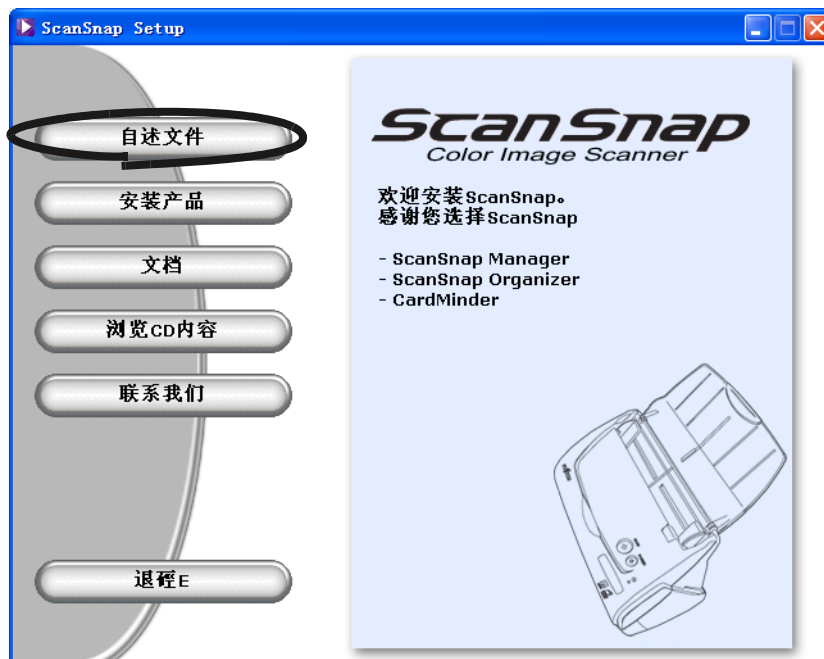 ScanSnap Setup
自述文件
安装产品
文档
浏览CD内容
联系我们
退砸E
ScanSnap
Color Image Scanner
欢迎安装ScanSnap。
感谢您选择ScanSnap
- ScanSnap Manager
- ScanSnap Organizer
- CardMinder
FUJITSU